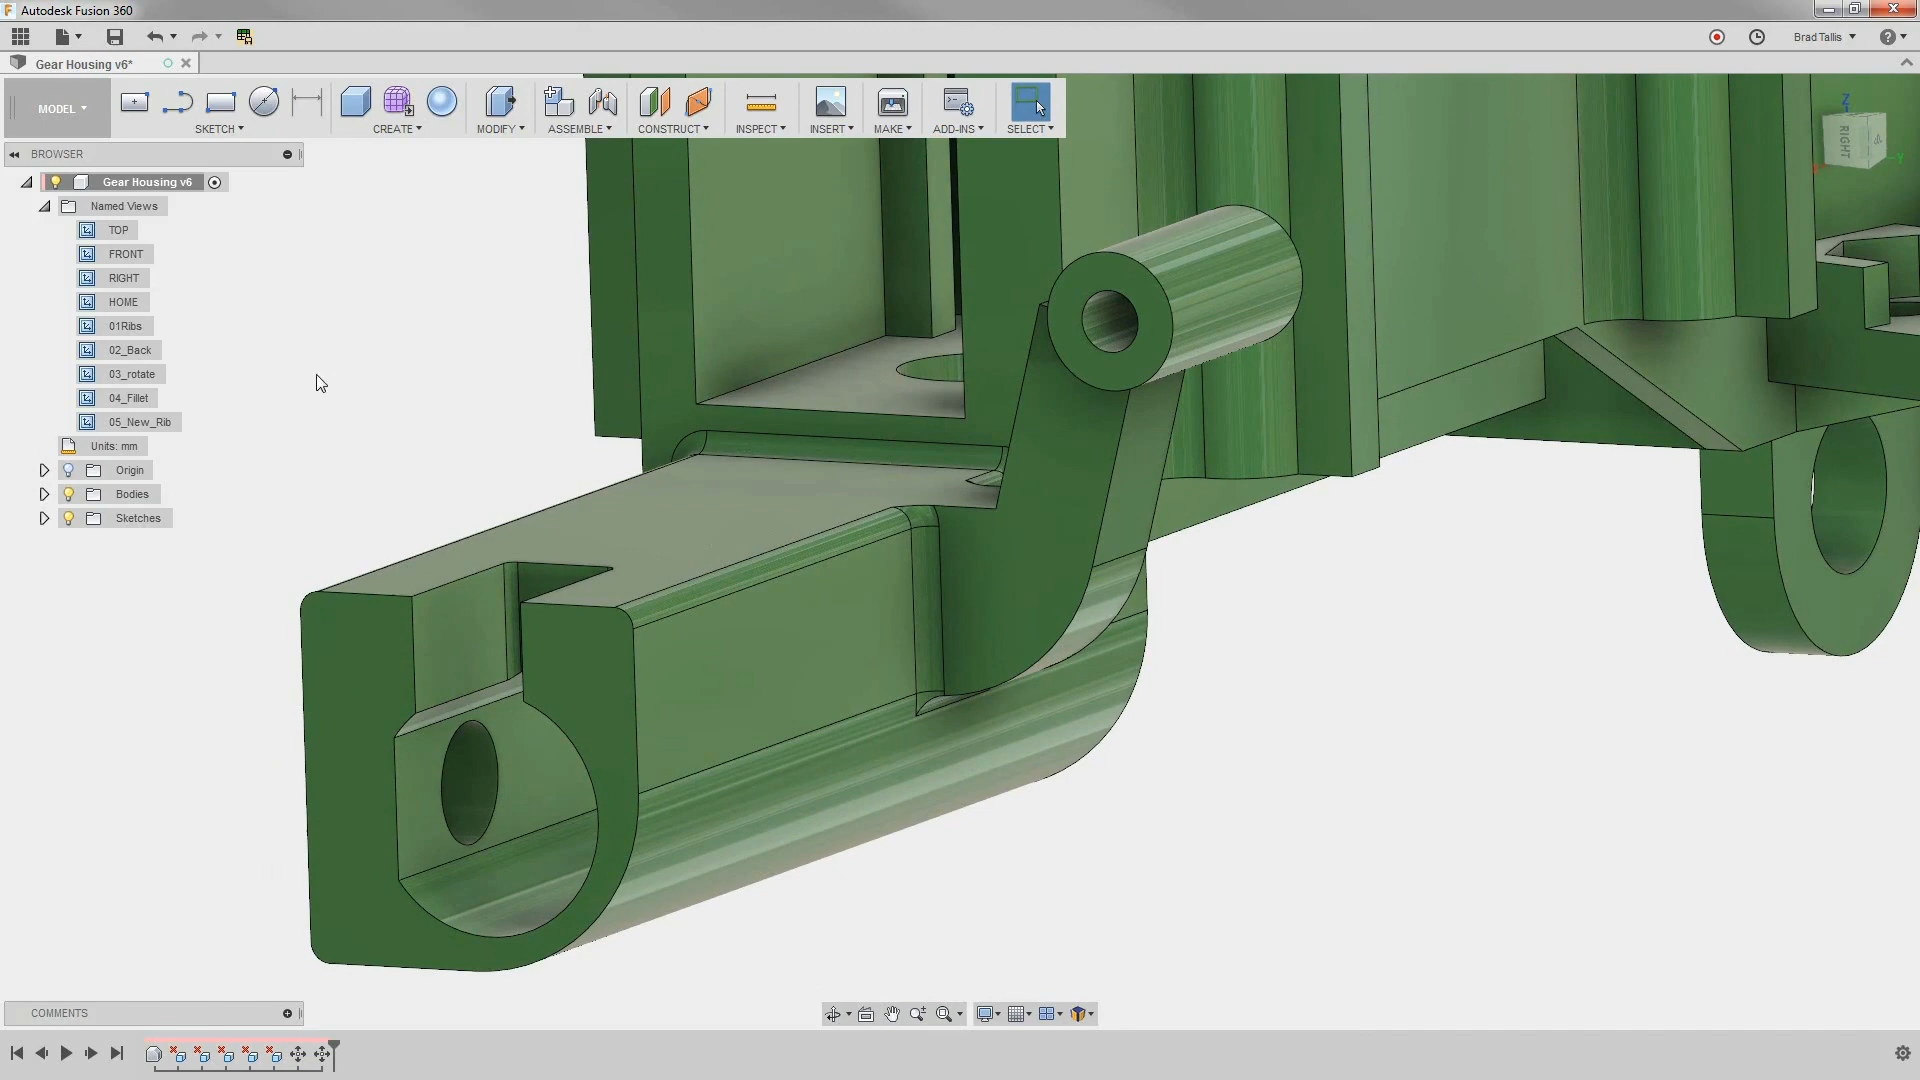 Autodesk Fusion 360
Brad Tallis
Gear Housing v6*
MODEL
SKETCH
CREATE
MODIFY
ASSEMBLE
CONSTRUCT
INSPECT
INSERT
MAKE
ADD-INS
SELECT
BROWSER
Gear Housing v6
Named Views
TOP
FRONT
RIGHT
HOME
01Ribs
02_Back
03_rotate
04_Fillet
05_New_Rib
Units: mm
Origin
Bodies
Sketches
Z
RIGHT
Y
COMMENTS